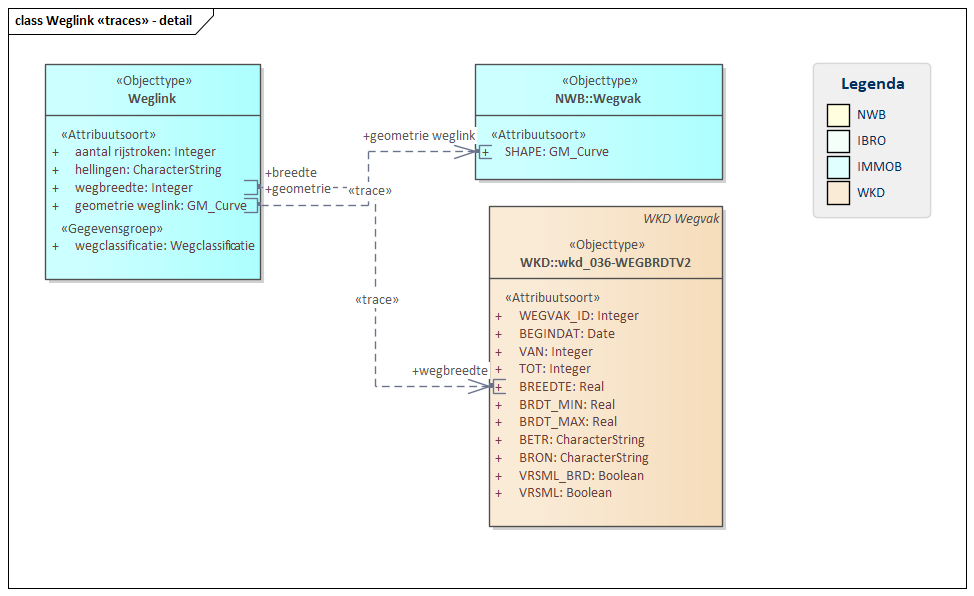 class Weglink «traces» - detail
«Objecttype»
Weglink
«Attribuutsoort»
+ aantal rijstroken: Integer
+ hellingen: CharacterString
+ wegbreedte: Integer
+ geometrie weglink: GM_Curve
«Gegevensgroep»
+ wegclassificatie: Wegclassificatie
+breedte
+geometrie
«trace»
«trace»
+geometrie weglink
+wegbreedte
«Objecttype»
NWB::Wegvak
«Attribuutsoort»
+ SHAPE: GM_Curve
WKD Wegvak
«Objecttype»
WKD::wkd_036-WEGBRDTV2
«Attribuutsoort»
+ WEGVAK_ID: Integer
+ BEGINDAT: Date
+ VAN: Integer
+ TOT: Integer
+ BREEDTE: Real
+ BRDT_MIN: Real
+ BRDT_MAX: Real
+ BETR: CharacterString
+ BRON: CharacterString
+ VRSML_BRD: Boolean
+ VRSML: Boolean
Legenda
NWB
IBRO
IMMOB
WKD